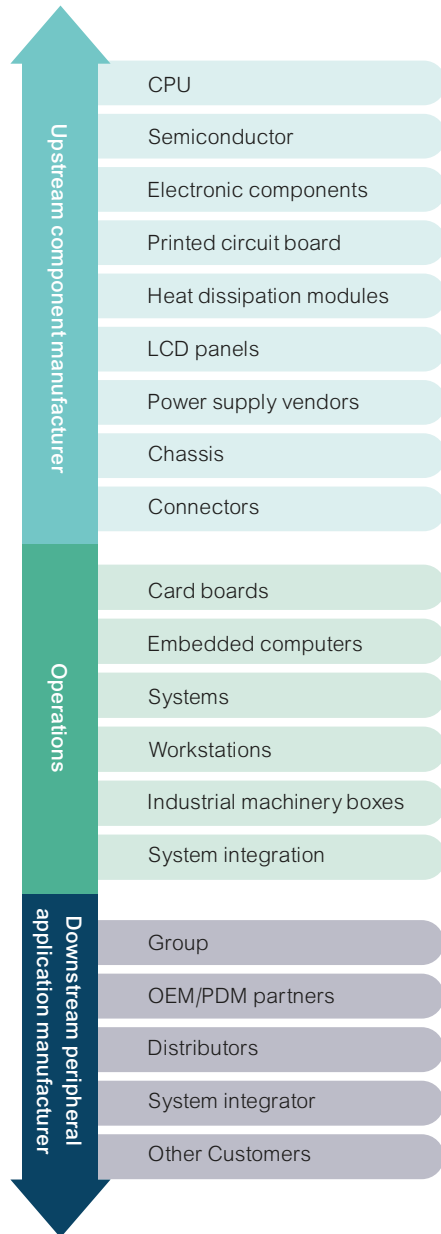 Upstream component manufacturer
CPU
Semiconductor
Electronic components
Printed circuit board
Heat dissipation modules
LCD panels
Power supply vendors
Chassis
Connectors
Operations
Card boards
Embedded computers
Systems
Workstations
Industrial machinery boxes
System integration
Downstream peripheral
application manufacturer
Group
OEM/PDM partners
Distributors
System integrator
Other Customers